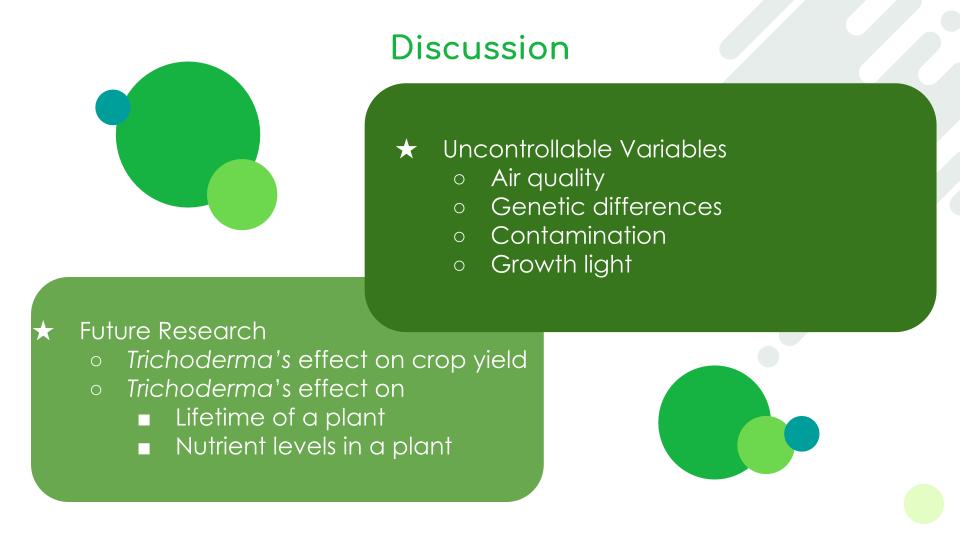 Discussion
★ Uncontrollable Variables
○ Air quality
○ Genetic differences
○ Contamination
○ Growth light
★ Future Research
○ Trichoderma's effect on crop yield
○ Trichoderma's effect on
■ Lifetime of a plant
■ Nutrient levels in a plant